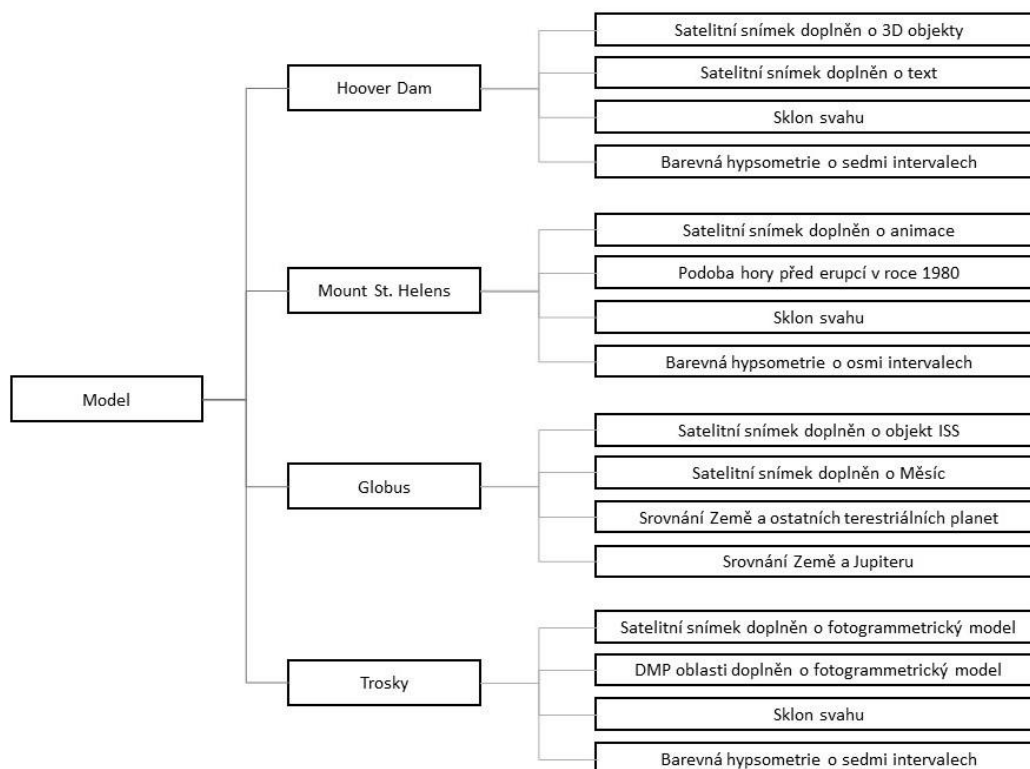 Model
Hoover Dam
Satelitní snímek doplněn o 3D objekty
Satelitní snímek doplněn o text
Sklon svahu
Barevná hypsometrie o sedmi intervalech
Mount St. Helens
Satelitní snímek doplněn o animace
Podoba hory před erupcí v roce 1980
Sklon svahu
Barevná hypsometrie o osmi intervalech
Globus
Satelitní snímek doplněn o objekt ISS
Satelitní snímek doplněn o Měsíc
Srovnání Země a ostatních terestriálních planet
Srovnání Země a Jupiteru
Trosky
Satelitní snímek doplněn o fotogrammetrický model
DMP oblasti doplněn o fotogrammetrický model
Sklon svahu
Barevná hypsometrie o sedmi intervalech